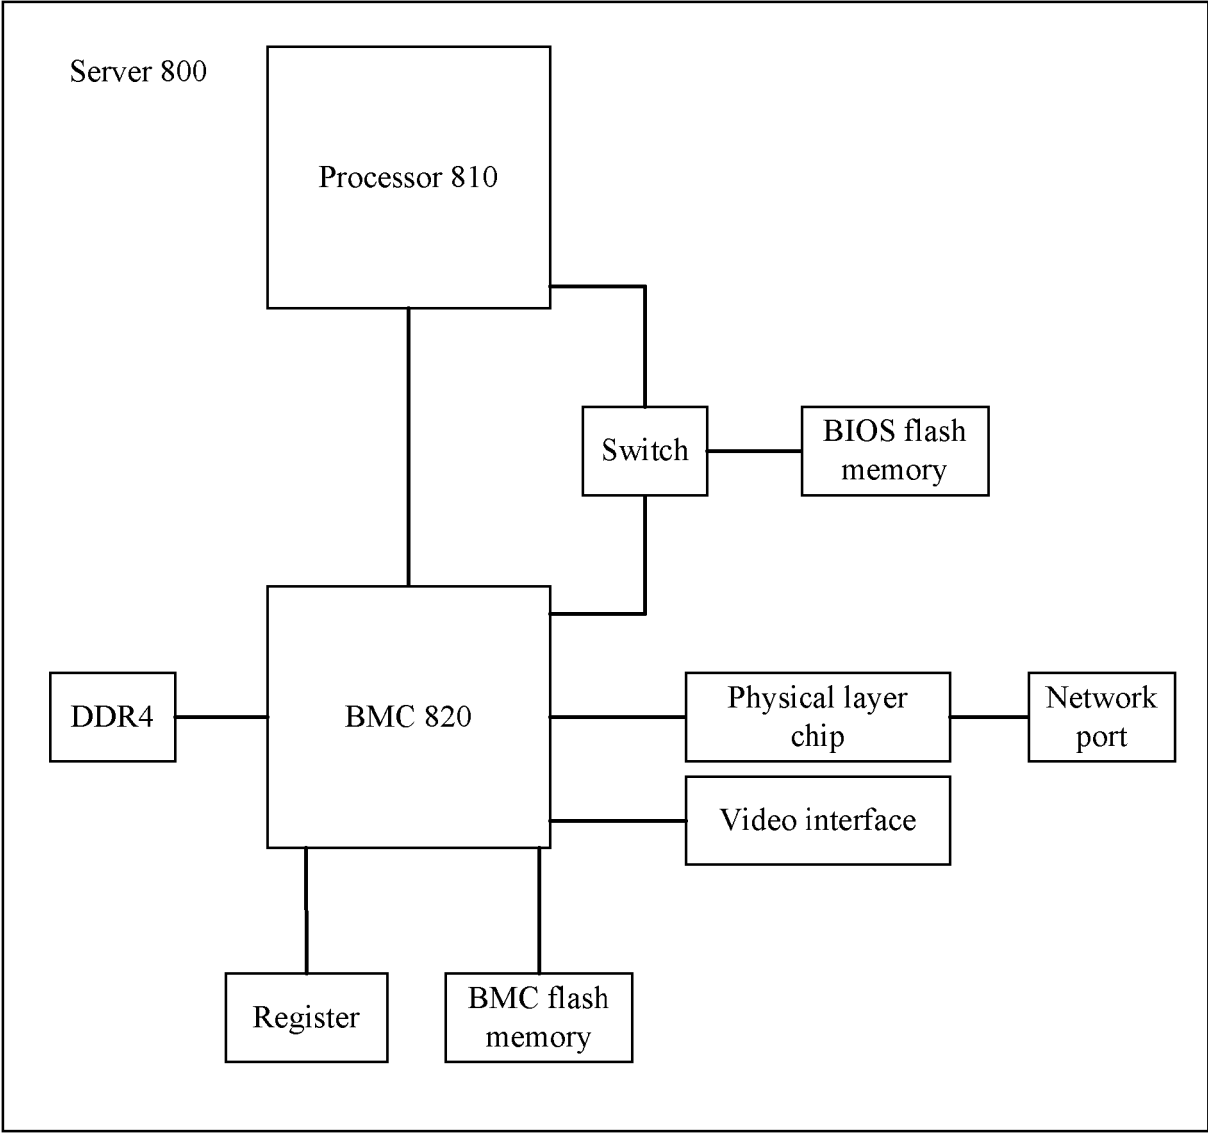 Server 800
Processor 810
Switch
BIOS flash
memory
DDR4
BMC 820
Physical layer
chip
Network
port
Video interface
Register
BMC flash
memory